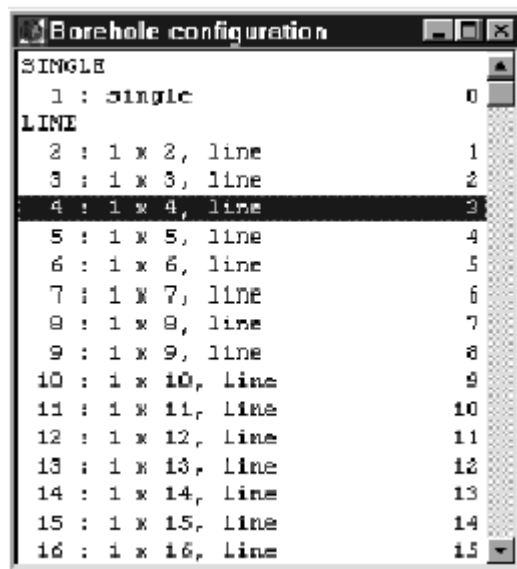 Borehole configuration
SINGLE
1 : single 0
LINE
2 : 1 x 2, line 1
3 : 1 x 3, line 2
4 : 1 x 4, line 3
5 : 1 x 5, line 4
6 : 1 x 6, line 5
7 : 1 x 7, line 6
8 : 1 x 8, line 7
9 : 1 x 9, line 8
10 : 1 x 10, line 9
11 : 1 x 11, line 10
12 : 1 x 12, line 11
13 : 1 x 13, line 12
14 : 1 x 14, line 13
15 : 1 x 15, line 14
16 : 1 x 16, line 15